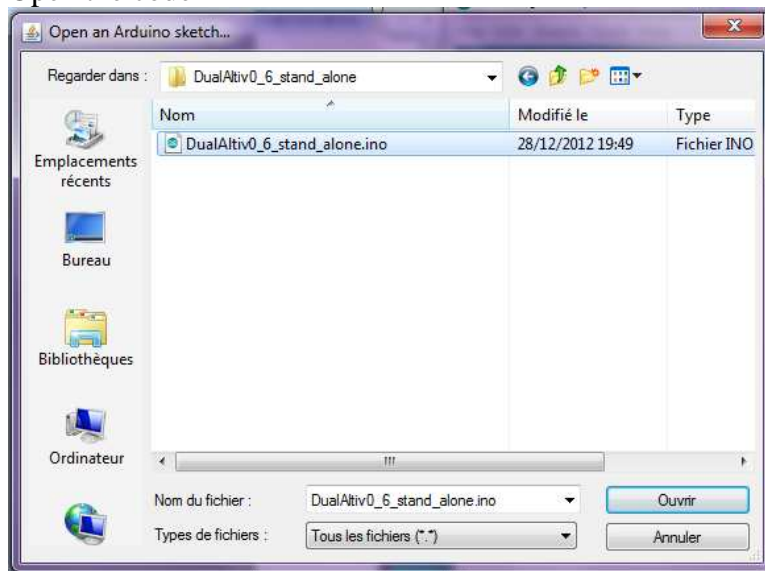 Open an Arduino sketch...
Regarder dans :
DualAltiv0_6_stand_alone
Nom
Modifié le
Type
DualAltiv0_6_stand_alone.ino
28/12/2012 19:49
Fichier INO
Emplacements
récents
Bureau
Bibliothèques
Ordinateur
Nom du fichier :
DualAltiv0_6_stand_alone.ino
Ouvrir
Types de fichiers :
Tous les fichiers (*.*)
Annuler